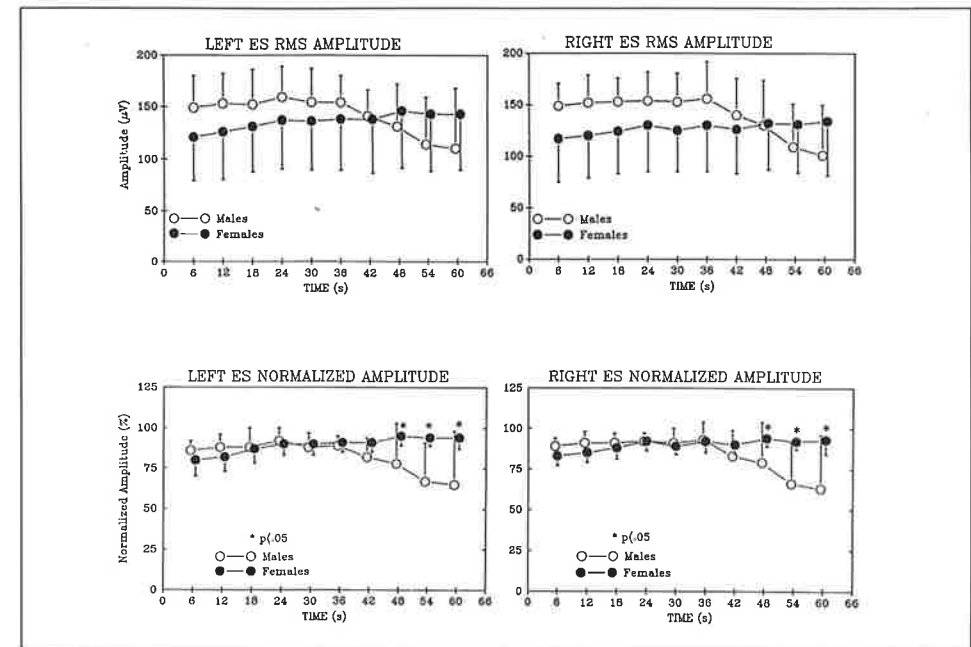 LEFT ES RMS AMPLITUDE
200
150
100
50
0
Amplitude (µV)
Males
Females
0 6 12 18 24 30 36 42 48 54 60 66
TIME (s)
RIGHT ES RMS AMPLITUDE
200
150
100
50
0
Males
Females
0 6 12 18 24 30 36 42 48 54 60 66
TIME (s)
LEFT ES NORMALIZED AMPLITUDE
125
100
75
50
25
0
Normalized Amplitude (%)
* * *
* p(.05
Males
Females
0 6 12 18 24 30 36 42 48 54 60 66
TIME (s)
RIGHT ES NORMALIZED AMPLITUDE
125
100
75
50
25
0
* * *
* p(.05
Males
Females
0 6 12 18 24 30 36 42 48 54 60 66
TIME (s)